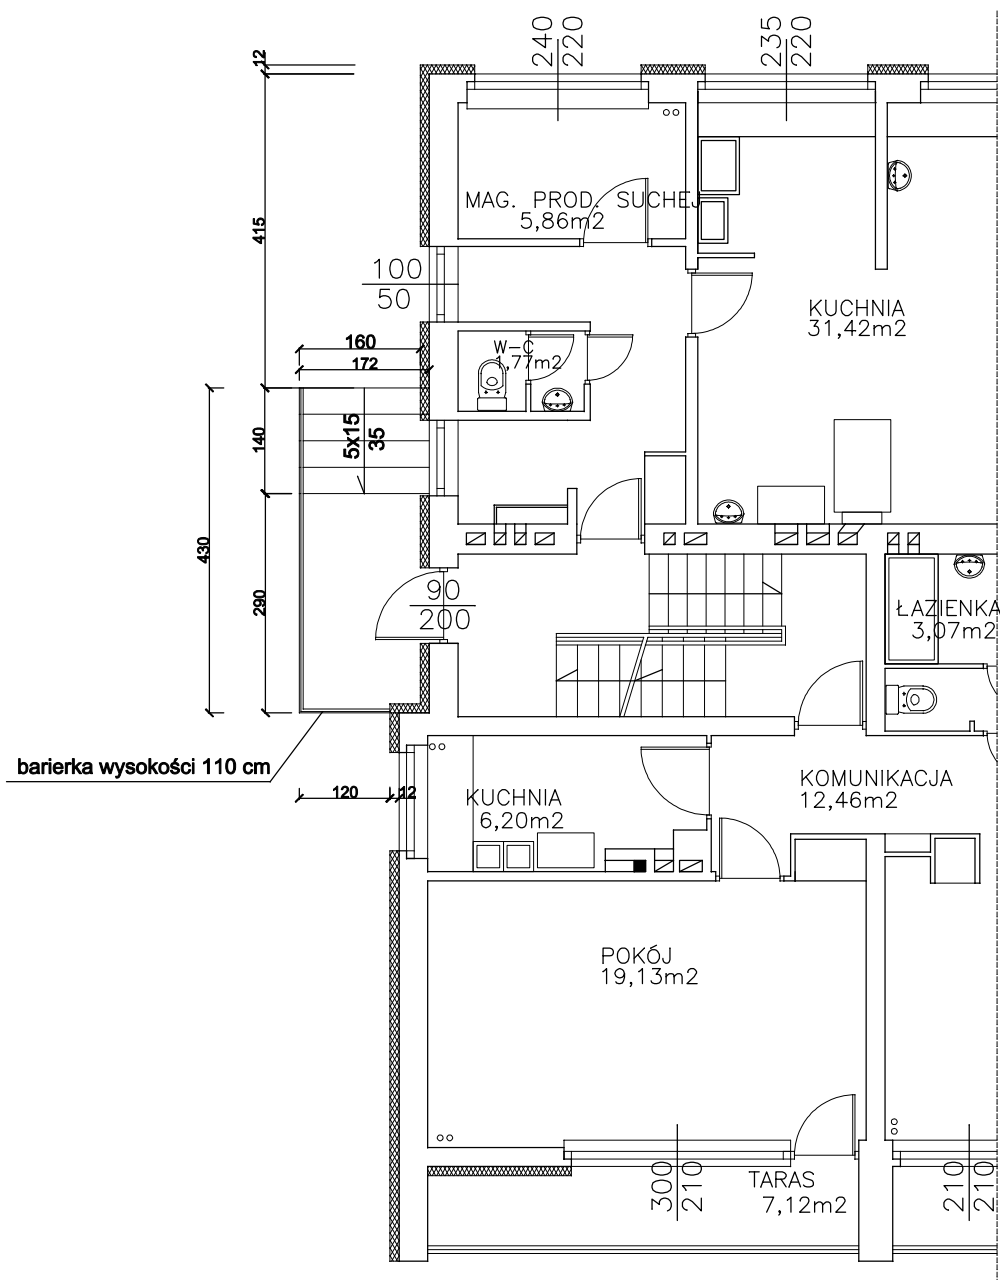 240
220
235
220
12
415
MAG. PROD. SUCHEJ
5,86m2
100
50
KUCHNIA
31,42m2
160
172
W-C
1,77m2
5x15
35
140
430
290
90
200
ŁAZIENKA
3,07m2
barierka wysokości 110 cm
120
12
KUCHNIA
6,20m2
KOMUNIKACJA
12,46m2
POKÓJ
19,13m2
300
210
TARAS
7,12m2
210
210